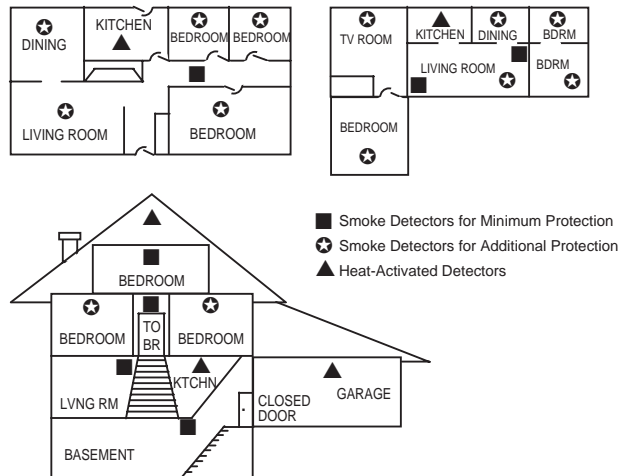 DINING
KITCHEN
BEDROOM
BEDROOM
LIVING ROOM
BEDROOM
TV ROOM
KITCHEN
DINING
BDRM
LIVING ROOM
BDRM
BEDROOM
Smoke Detectors for Minimum Protection
Smoke Detectors for Additional Protection
Heat-Activated Detectors
BEDROOM
BEDROOM
TO
BR
BEDROOM
LVNG RM
KTCHN
CLOSED
DOOR
GARAGE
BASEMENT